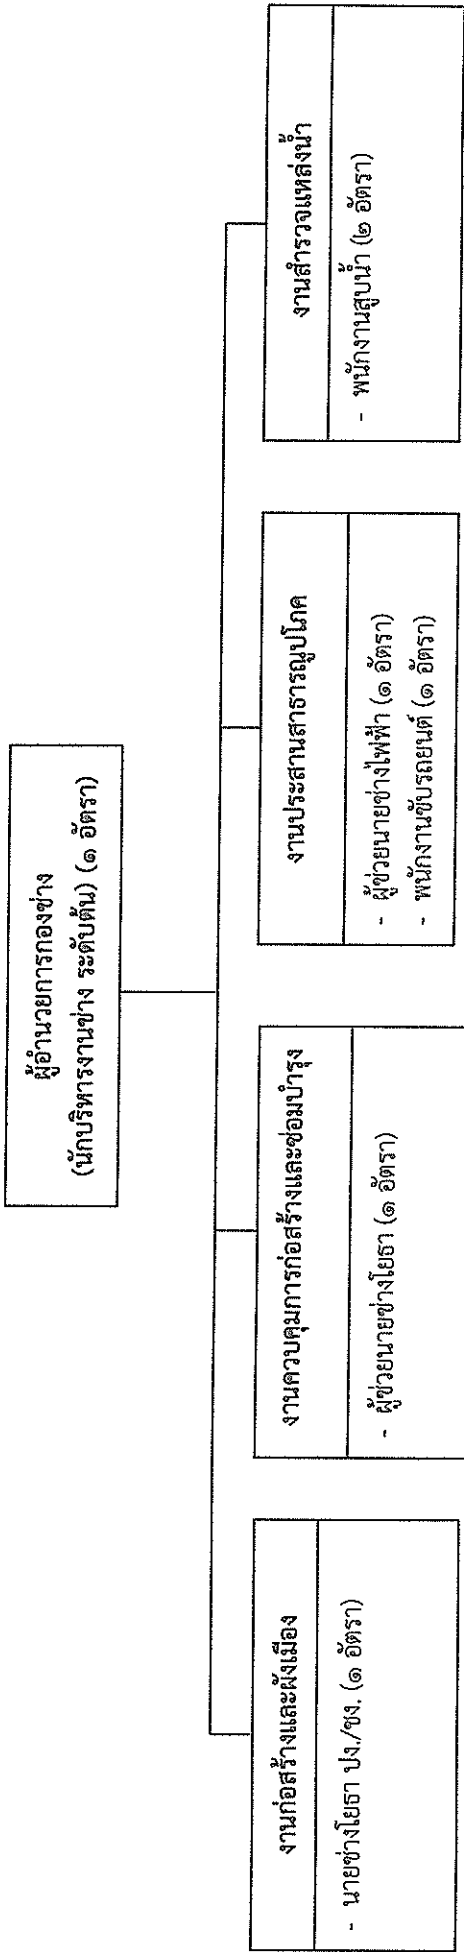 ผู้อำนวยการกองช่าง
(นักบริหารงานช่าง ระดับต้น) (๑ อัตรา)
งานก่อสร้างและผังเมือง
- นายช่างโยธา ปง./ชง. (๑ อัตรา)
งานควบคุมการก่อสร้างและซ่อมบำรุง
- ผู้ช่วยนายช่างโยธา (๑ อัตรา)
งานประสานสาธารณูปโภค
- ผู้ช่วยนายช่างไฟฟ้า (๑ อัตรา)
- พนักงานขับรถยนต์ (๑ อัตรา)
งานสำรวจแหล่งน้ำ
- พนักงานสูบน้ำ (๒ อัตรา)